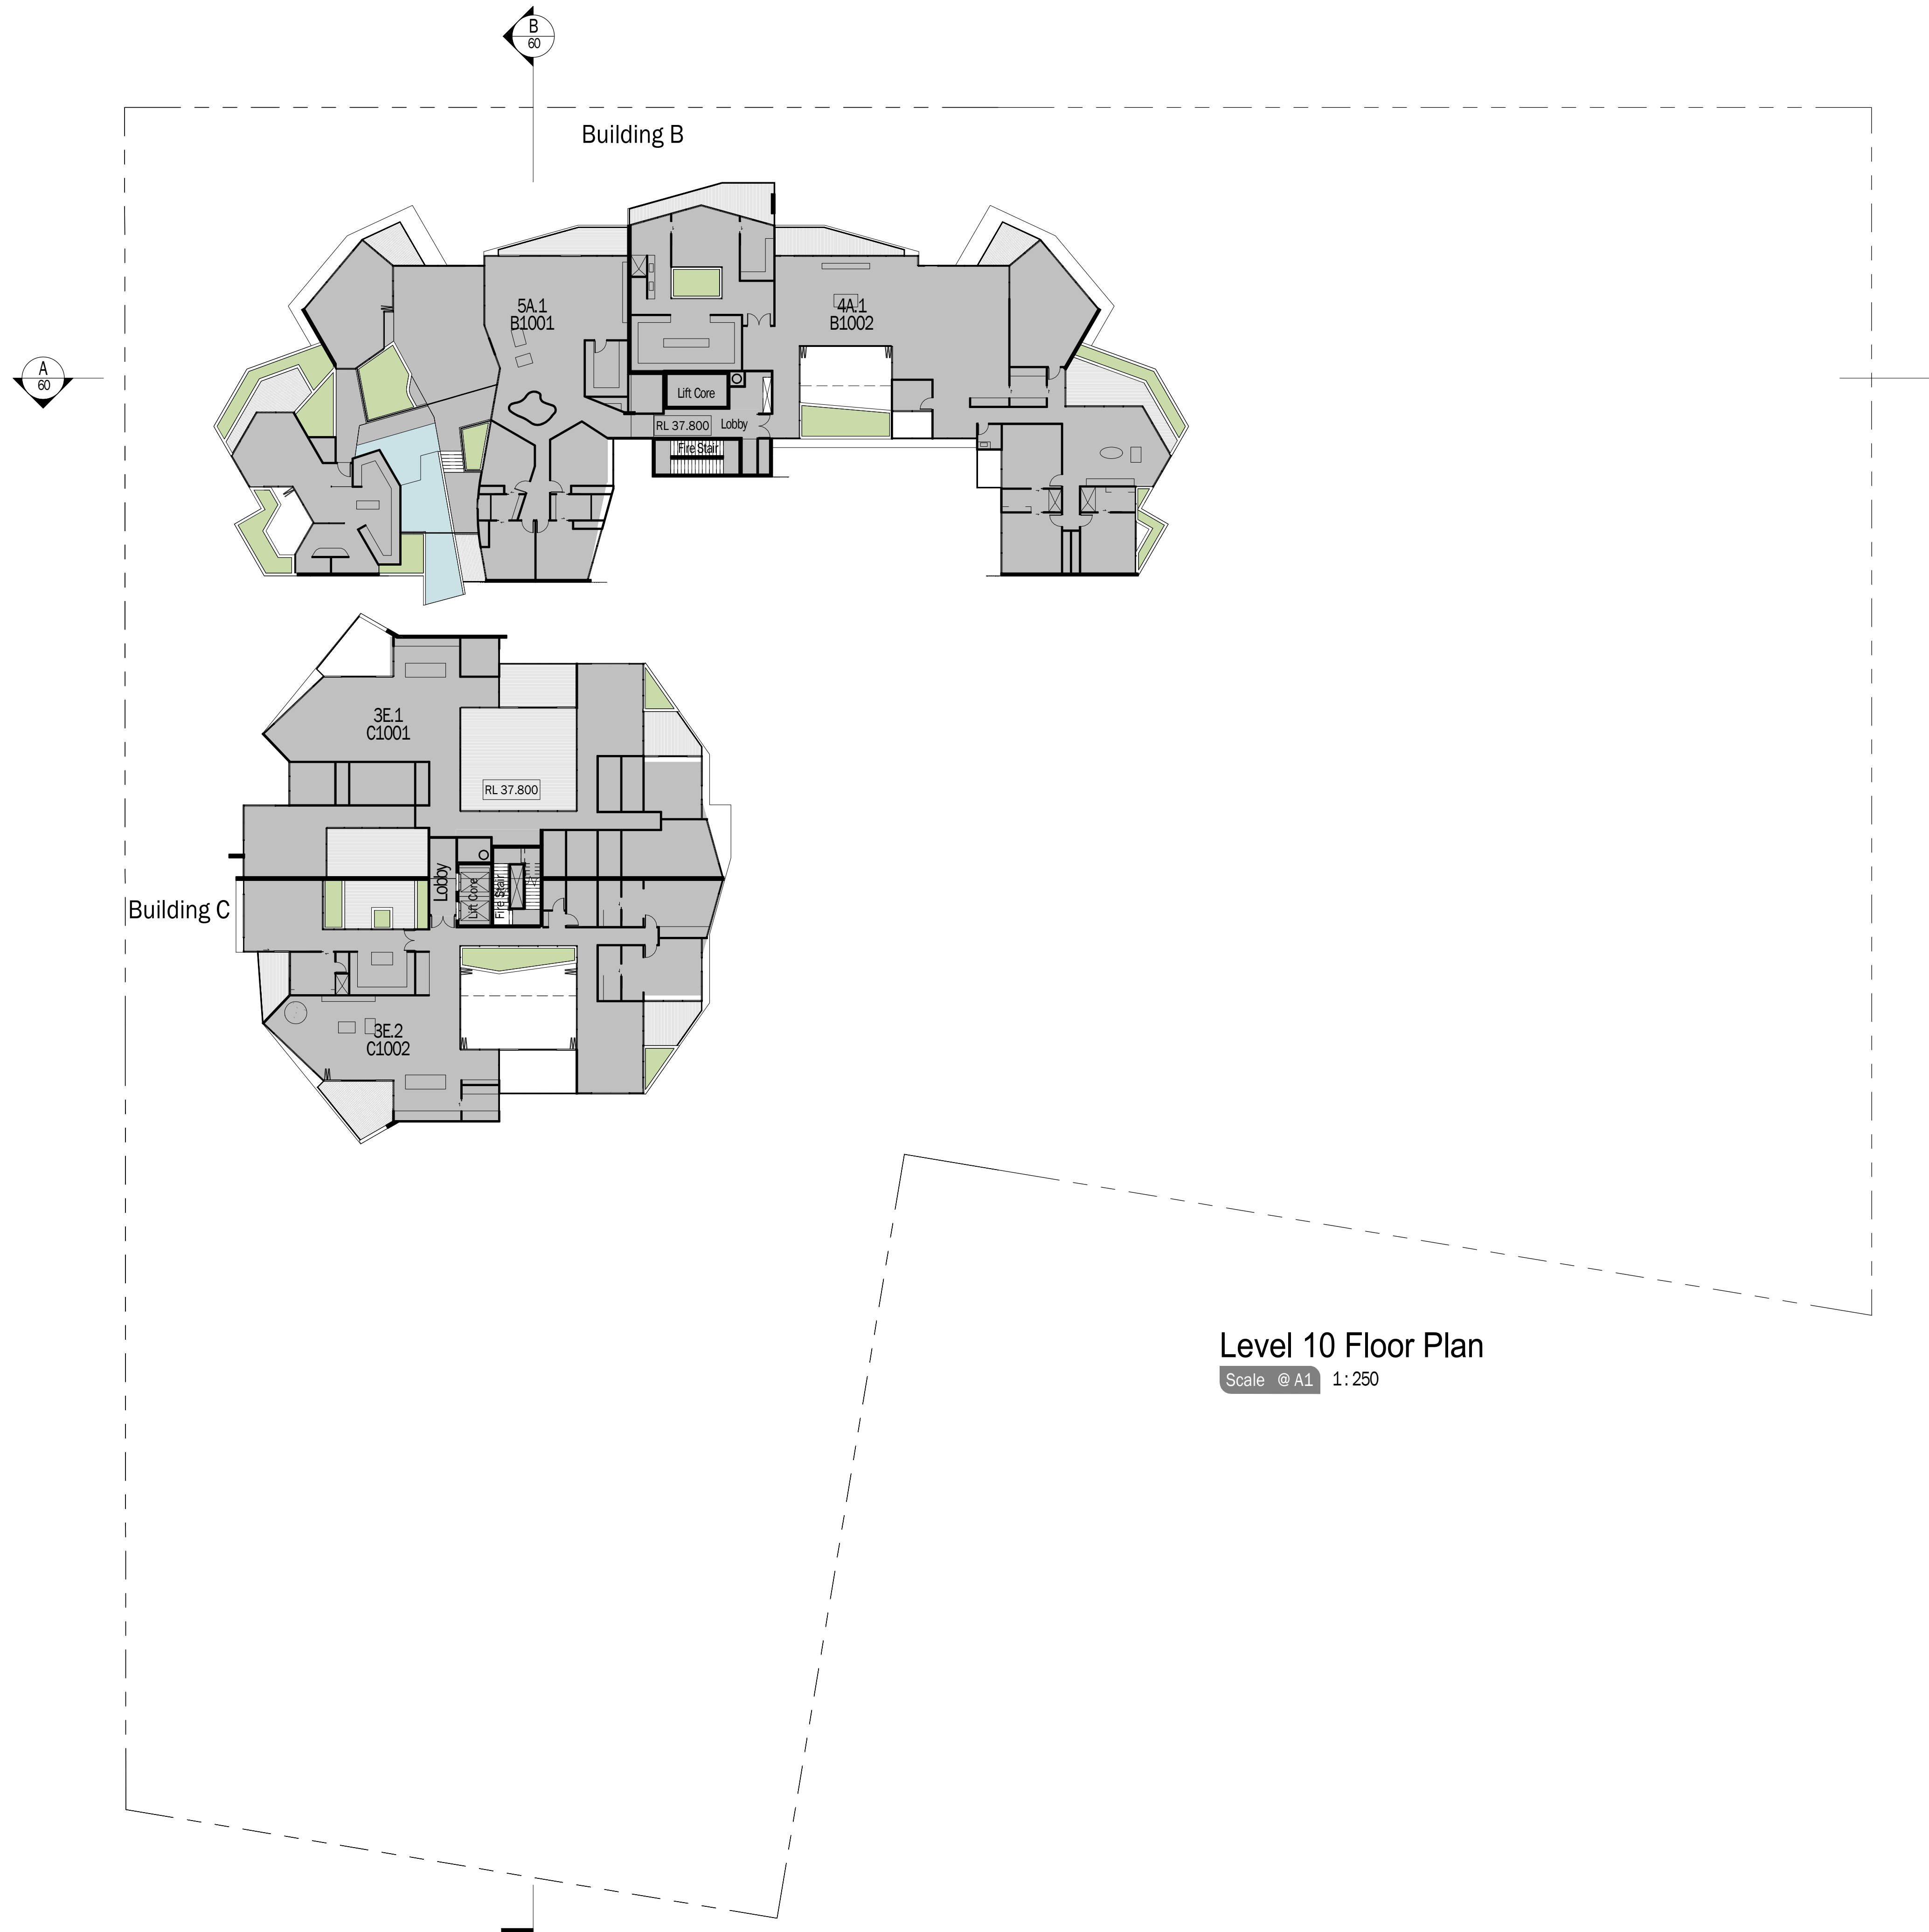 B
60
Building B
5A.1
B1001
4A.1
B1002
A
60
Lift Core
RL 37.800
Lobby
Fire Stair
3E.1
C1001
RL 37.800
Lobby
Lift Core
Fire Stair
Building C
3E.2
C1002
Level 10 Floor Plan
Scale @ A1 1 : 250